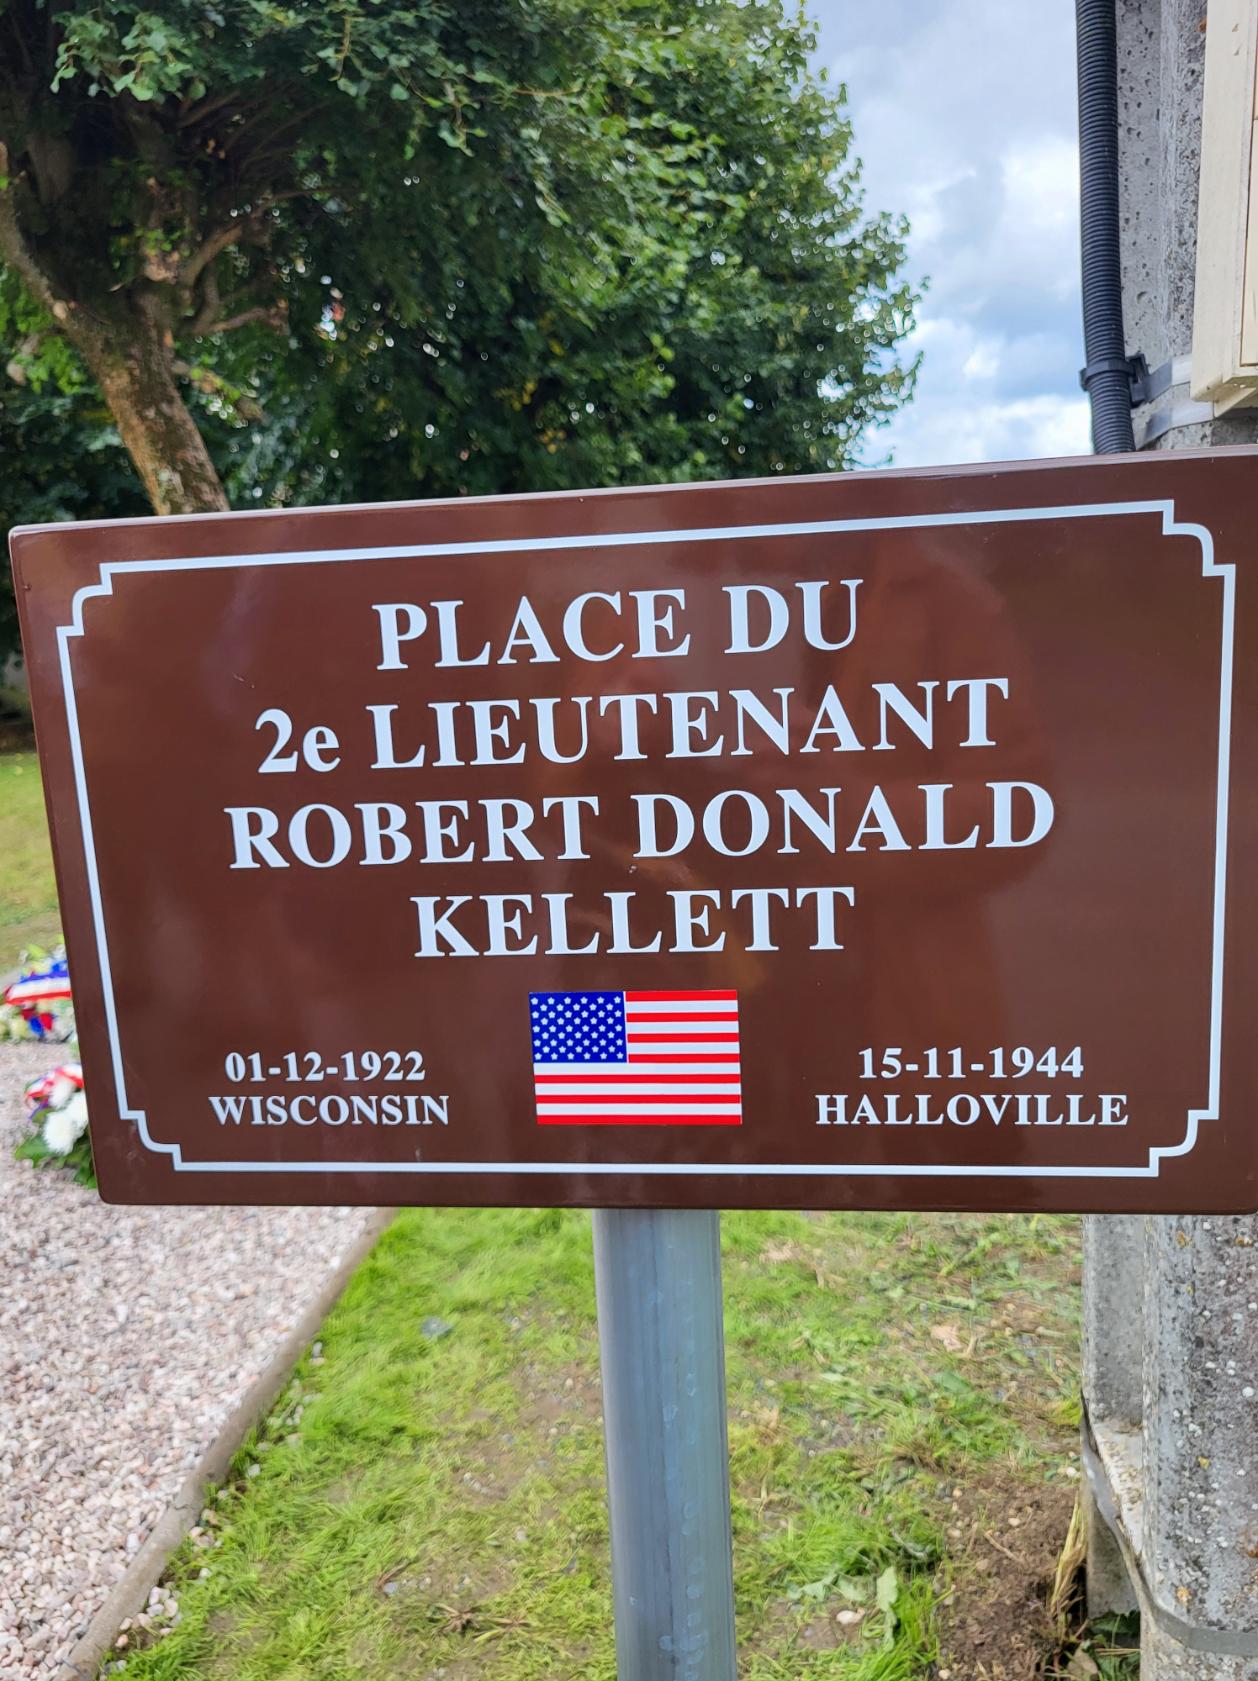 PLACE DU
2e LIEUTENANT
ROBERT DONALD
KELLETT
01-12-1922
WISCONSIN
15-11-1944
HALLOVILLE